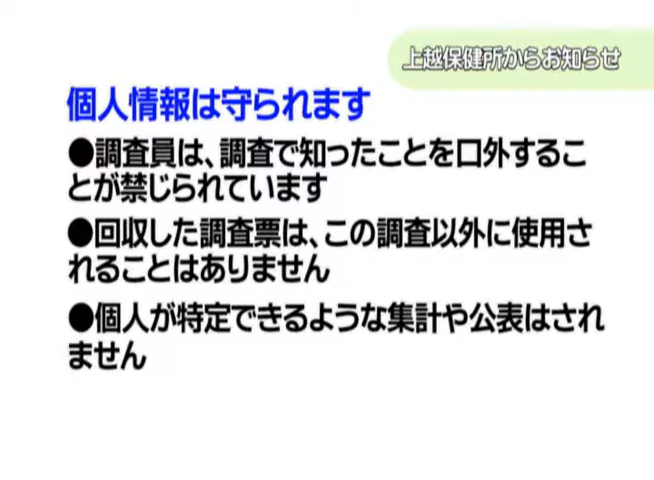 上越保健所からお知らせ
個人情報は守られます
●調査員は、調査で知ったことを口外するこ
とが禁じられています
●回収した調査票は、この調査以外に使用さ
れることはありません
●個人が特定できるような集計や公表はされ
ません